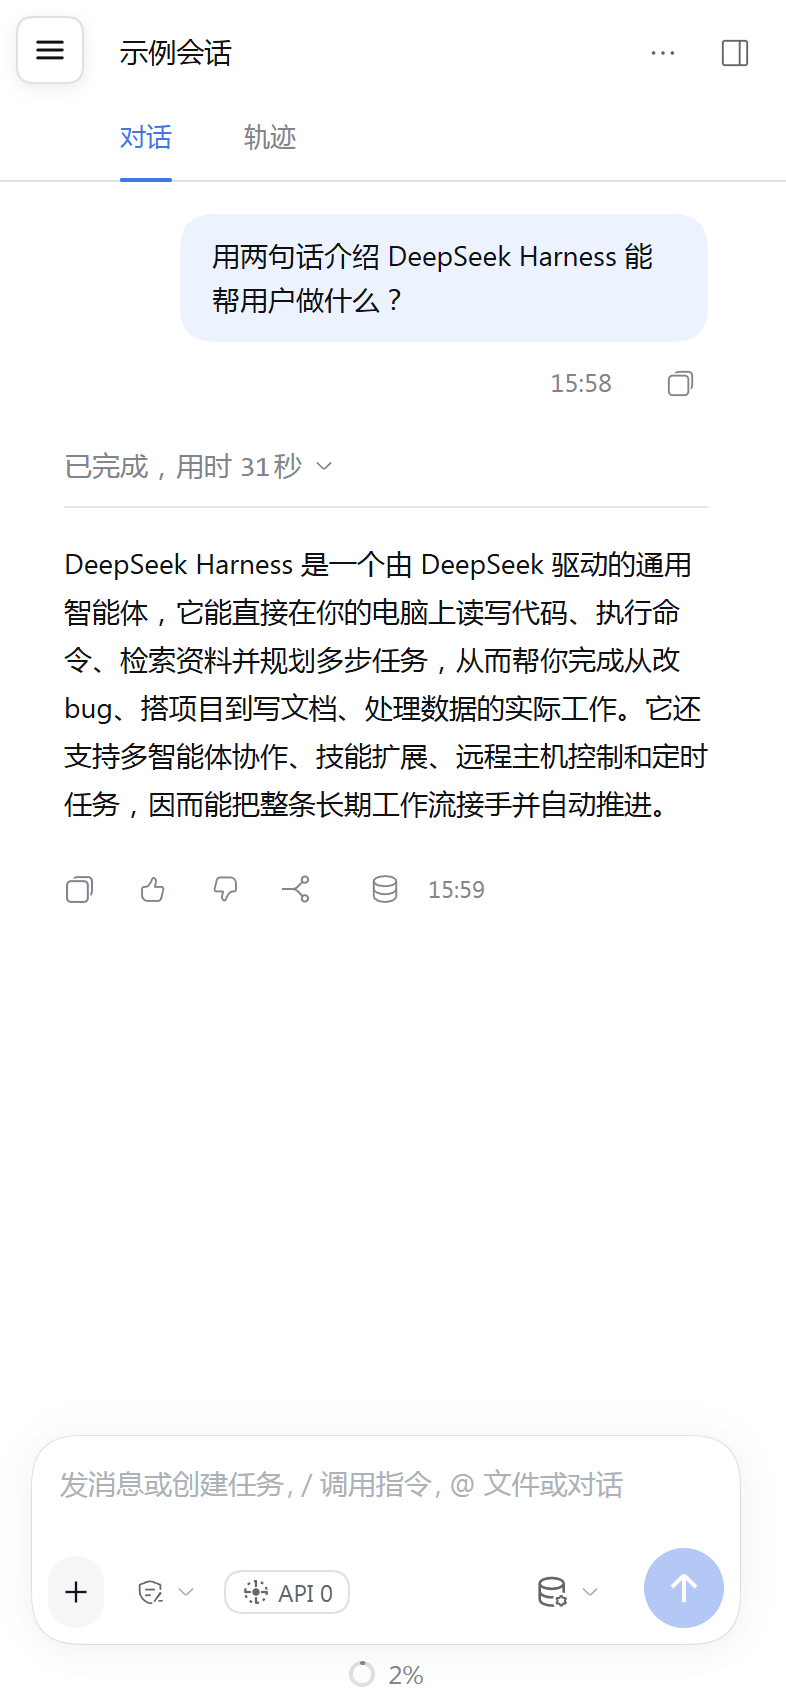 示例会话
对话
轨迹
用两句话介绍 DeepSeek Harness 能
帮用户做什么？
15:58
已完成，用时 31秒
DeepSeek Harness 是一个由 DeepSeek 驱动的通用
智能体，它能直接在你的电脑上读写代码、执行命
令、检索资料并规划多步任务，从而帮你完成从改
bug、搭项目到写文档、处理数据的实际工作。它还
支持多智能体协作、技能扩展、远程主机控制和定时
任务，因而能把整条长期工作流接手并自动推进。
15:59
发消息或创建任务, / 调用指令, @ 文件或对话
API 0
2%